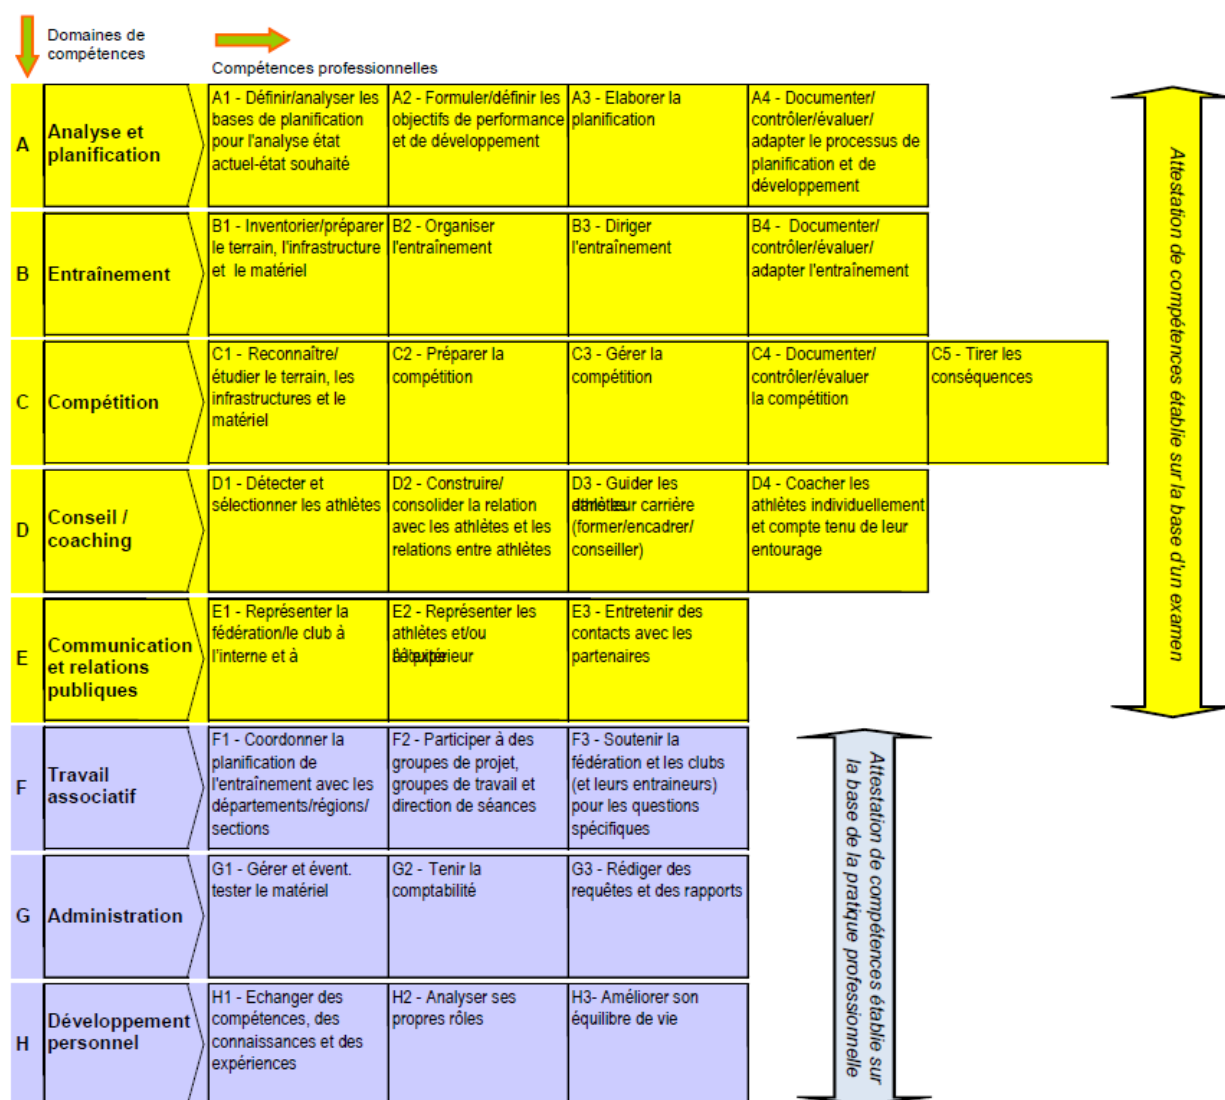 Domaines de
compétences
Compétences professionnelles
A
Analyse et
planification
A1 - Définir/analyser les
bases de planification
pour l'analyse état
actuel-état souhaité
A2 - Formuler/définir les
objectifs de performance
et de développement
A3 - Elaborer la
planification
A4 - Documenter/
contrôler/évaluer/
adapter le processus de
planification et de
développement
B
Entraînement
B1 - Inventorier/préparer
le terrain, l'infrastructure
et le matériel
B2 - Organiser
l'entraînement
B3 - Diriger
l'entraînement
B4 - Documenter/
contrôler/évaluer/
adapter l'entraînement
C
Compétition
C1 - Reconnaître/
étudier le terrain, les
infrastructures et le
matériel
C2 - Préparer la
compétition
C3 - Gérer la
compétition
C4 - Documenter/
contrôler/évaluer
la compétition
C5 - Tirer les
conséquences
D
Conseil /
coaching
D1 - Détecter et
sélectionner les athlètes
D2 - Construire/
consolider la relation
avec les athlètes et les
relations entre athlètes
D3 - Guider les
leur carrière
(former/encadrer/
conseiller)
D4 - Coacher les
athlètes individuellement
et compte tenu de leur
entourage
E
Communication
et relations
publiques
E1 - Représenter la
fédération/le club à
l'interne et à
E2 - Représenter les
athlètes et/ou
E3 - Entretenir des
contacts avec les
partenaires
F
Travail
associatif
F1 - Coordonner la
planification de
l'entraînement avec les
départements/régions/
sections
F2 - Participer à des
groupes de projet,
groupes de travail et
direction de séances
F3 - Soutenir la
fédération et les clubs
(et leurs entraineurs)
pour les questions
spécifiques
G
Administration
G1 - Gérer et évent.
tester le matériel
G2 - Tenir la
comptabilité
G3 - Rédiger des
requêtes et des rapports
H
Développement
personnel
H1 - Echanger des
compétences, des
connaissances et des
expériences
H2 - Analyser ses
propres rôles
H3- Améliorer son
équilibre de vie
Attestation de compétences établie sur la base d'un examen
Attestation de compétences établie sur
la base de la pratique professionnelle